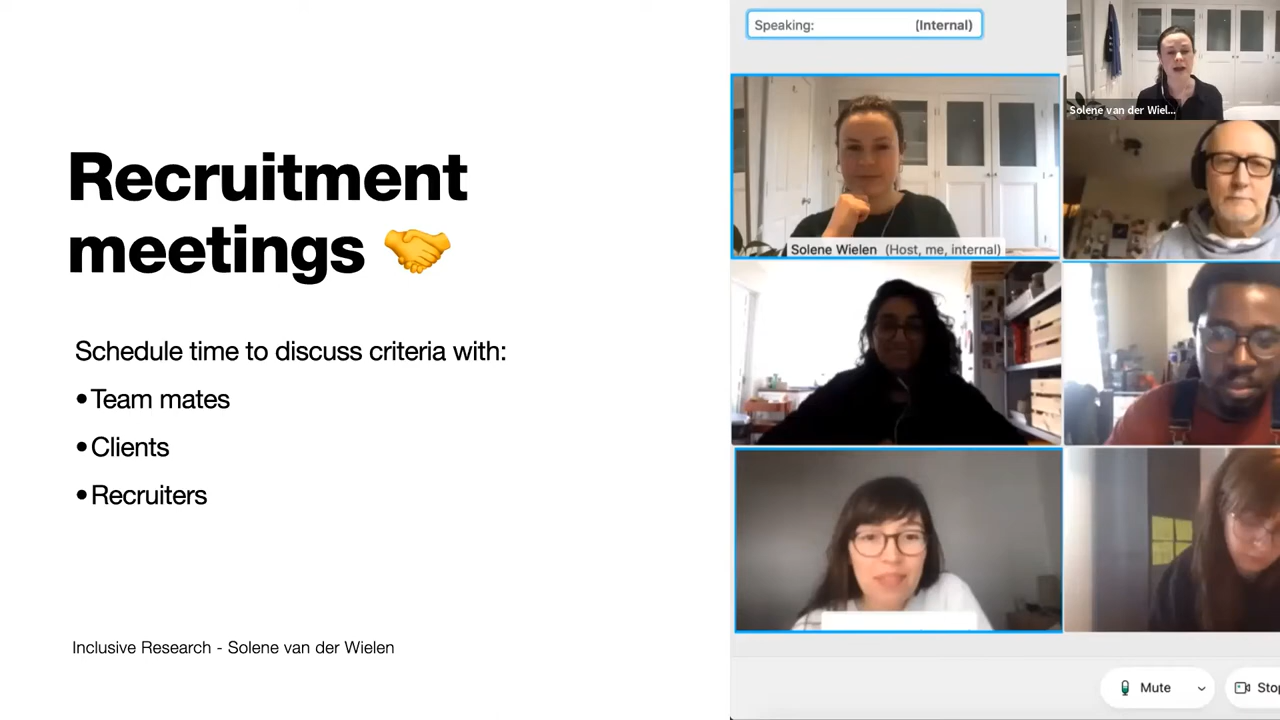 Recruitment
meetings 🤝
Schedule time to discuss criteria with:
•Team mates
•Clients
•Recruiters
Inclusive Research - Solene van der Wielen
Speaking: (Internal)
Solene van der Wiel...
Solene Wielen (Host, me, internal)
Mute
Stop